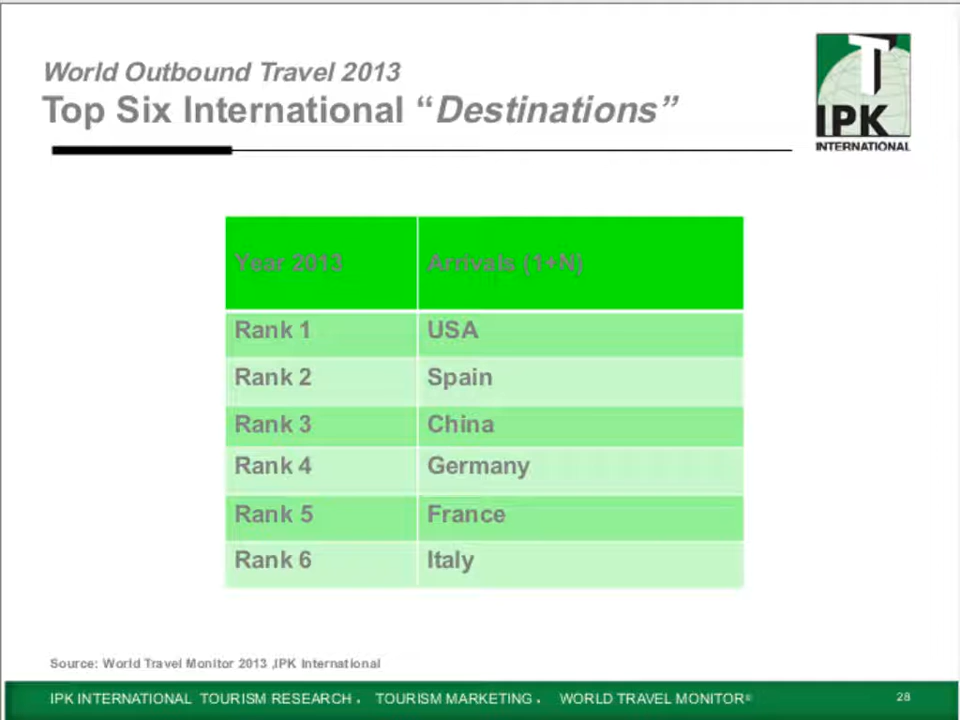 World Outbound Travel 2013
Top Six International “Destinations”
T
IPK
INTERNATIONAL
Year 2013 Arrivals (1+N)
Rank 1 USA
Rank 2 Spain
Rank 3 China
Rank 4 Germany
Rank 5 France
Rank 6 Italy
Source: World Travel Monitor 2013 ,IPK International
IPK INTERNATIONAL TOURISM RESEARCH • TOURISM MARKETING • WORLD TRAVEL MONITOR® 28